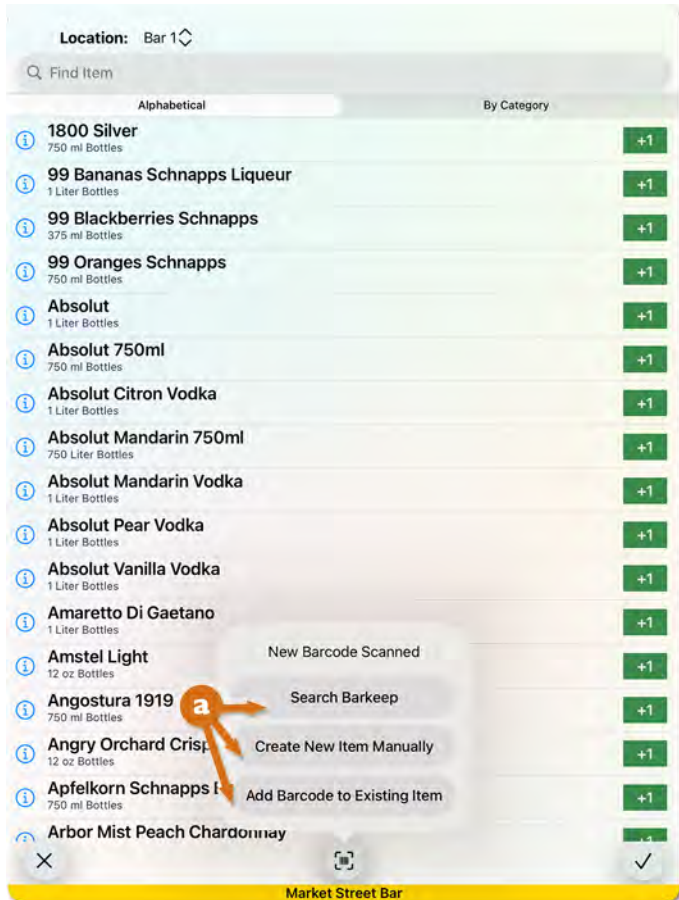 Location: Bar 1
Find Item
Alphabetical By Category
1800 Silver
750 ml Bottles
+1
99 Bananas Schnapps Liqueur
1 Liter Bottles
+1
99 Blackberries Schnapps
375 ml Bottles
+1
99 Oranges Schnapps
750 ml Bottles
+1
Absolut
1 Liter Bottles
+1
Absolut 750ml
750 ml Bottles
+1
Absolut Citron Vodka
1 Liter Bottles
+1
Absolut Mandarin 750ml
750 Liter Bottles
+1
Absolut Mandarin Vodka
1 Liter Bottles
+1
Absolut Pear Vodka
1 Liter Bottles
+1
Absolut Vanilla Vodka
1 Liter Bottles
+1
Amaretto Di Gaetano
1 Liter Bottles
+1
Amstel Light
12 oz Bottles
+1
Angostura 1919
750 ml Bottles
+1
Angry Orchard Crisp
12 oz Bottles
+1
Apfelkorn Schnapps
750 ml Bottles
+1
Arbor Mist Peach Chardonnay
+1
New Barcode Scanned
a
Search Barkeep
Create New Item Manually
Add Barcode to Existing Item
Market Street Bar